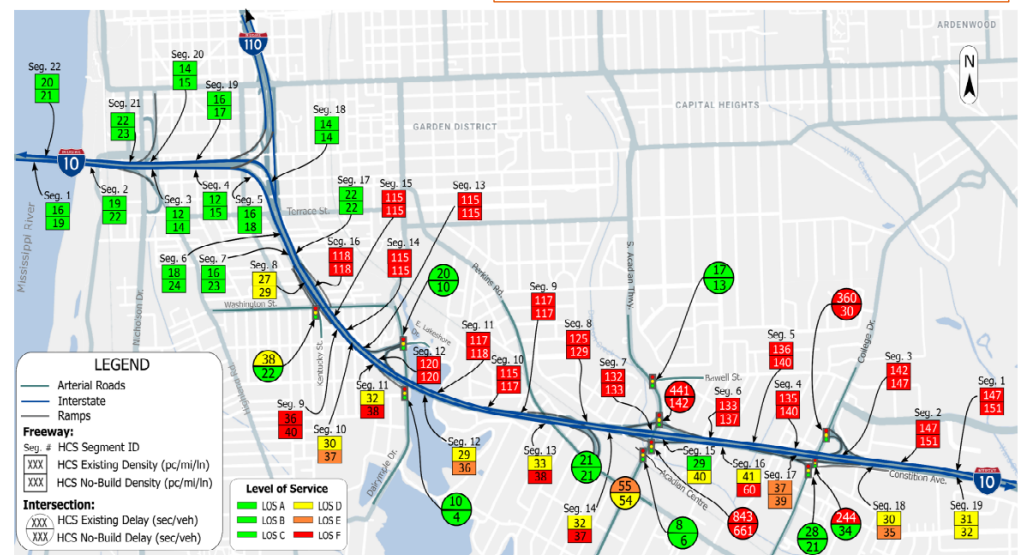 ARDENWOOD
N
CAPITAL HEIGHTS
GARDEN DISTRICT
110
10
10
Mississippi River
Nicholson Dr.
Terrace St.
Washington St.
Kentucky St.
E. Lakeshore
Dr.
Dalrymple Dr.
Perkins Rd.
S. Acadian Thwy.
Bawell St.
College Dr.
Acadian Centre
Constitution Ave.
Seg. 22
20
21
Seg. 21
22
23
Seg. 20
14
15
Seg. 19
16
17
Seg. 18
14
14
Seg. 17
22
22
Seg. 16
118
118
Seg. 15
115
115
Seg. 14
115
115
Seg. 13
115
115
Seg. 12
120
120
Seg. 11
117
118
Seg. 10
115
117
Seg. 9
117
117
Seg. 8
125
129
Seg. 7
132
133
Seg. 6
133
137
Seg. 5
136
140
Seg. 4
135
140
Seg. 3
142
147
Seg. 2
147
151
Seg. 1
147
151
Seg. 1
16
19
Seg. 2
19
22
Seg. 3
12
14
Seg. 4
12
15
Seg. 5
16
18
Seg. 6
18
24
Seg. 7
16
23
Seg. 8
27
29
Seg. 9
36
40
Seg. 10
30
37
Seg. 11
32
38
Seg. 12
29
36
Seg. 13
33
38
Seg. 14
32
37
Seg. 15
29
40
Seg. 16
41
60
Seg. 17
37
39
Seg. 18
30
35
Seg. 19
31
32
38
22
20
10
10
4
21
21
55
54
8
6
843
661
441
142
17
13
360
30
28
21
244
34
LEGEND
Arterial Roads
Interstate
Ramps
Freeway:
Seg. # HCS Segment ID
XXX HCS Existing Density (pc/mi/ln)
XXX HCS No-Build Density (pc/mi/ln)
Intersection:
XXX HCS Existing Delay (sec/veh)
XXX HCS No-Build Delay (sec/veh)
Level of Service
LOS A LOS D
LOS B LOS E
LOS C LOS F